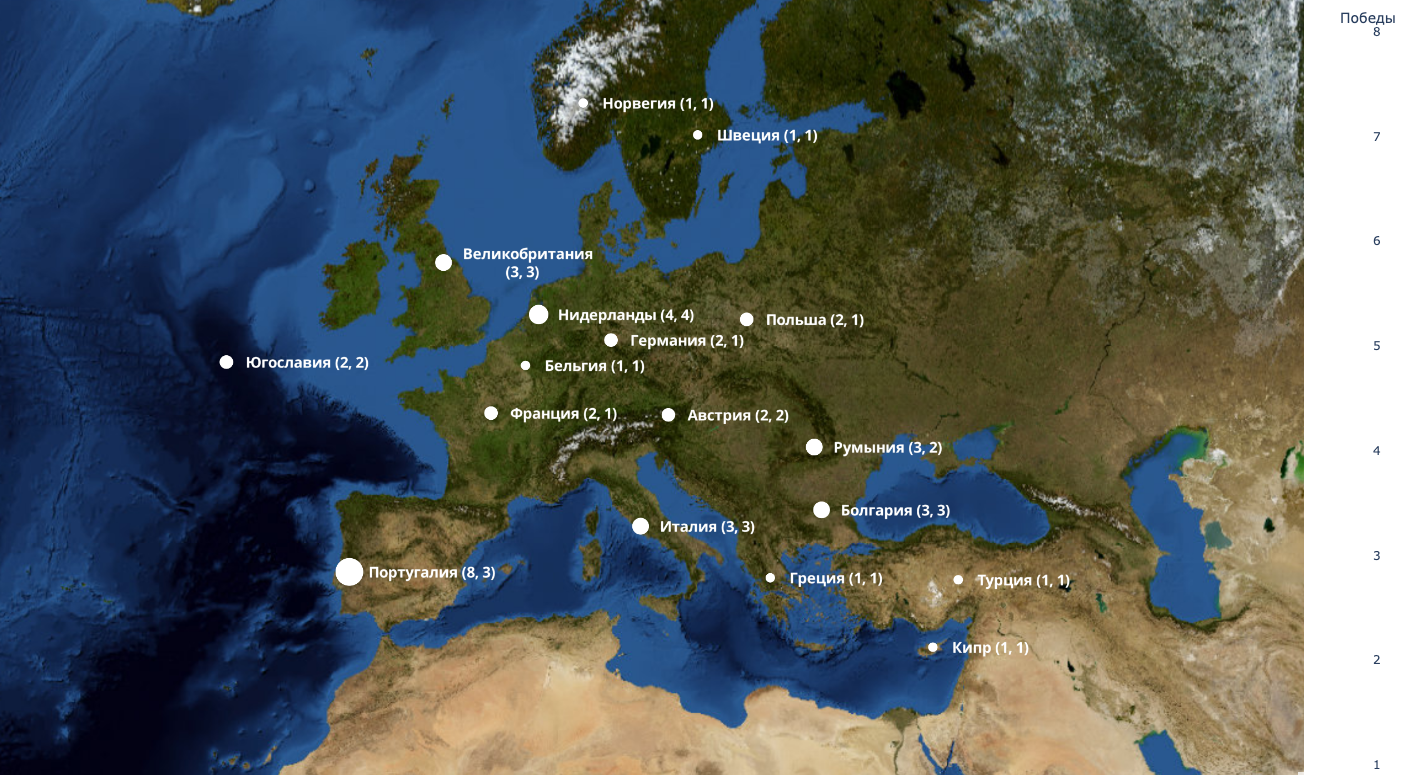 Победы
8
Норвегия (1, 1)
Швеция (1, 1)
7
6
Великобритания
(3, 3)
Нидерланды (4, 4)
Польша (2, 1)
Германия (2, 1)
5
Югославия (2, 2)
Бельгия (1, 1)
Франция (2, 1)
Австрия (2, 2)
Румыния (3, 2)
4
Болгария (3, 3)
Италия (3, 3)
3
Португалия (8, 3)
Греция (1, 1)
Турция (1, 1)
Кипр (1, 1)
2
1